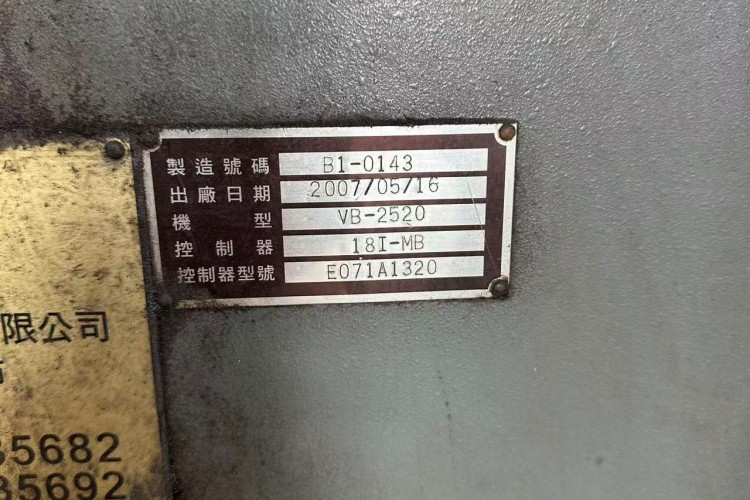 製造號碼 B1-0143
出廠日期 2007/05/16
機型 VB-2520
控制器 18I-MB
控制器型號 E071A1320
限公司
5682
5692